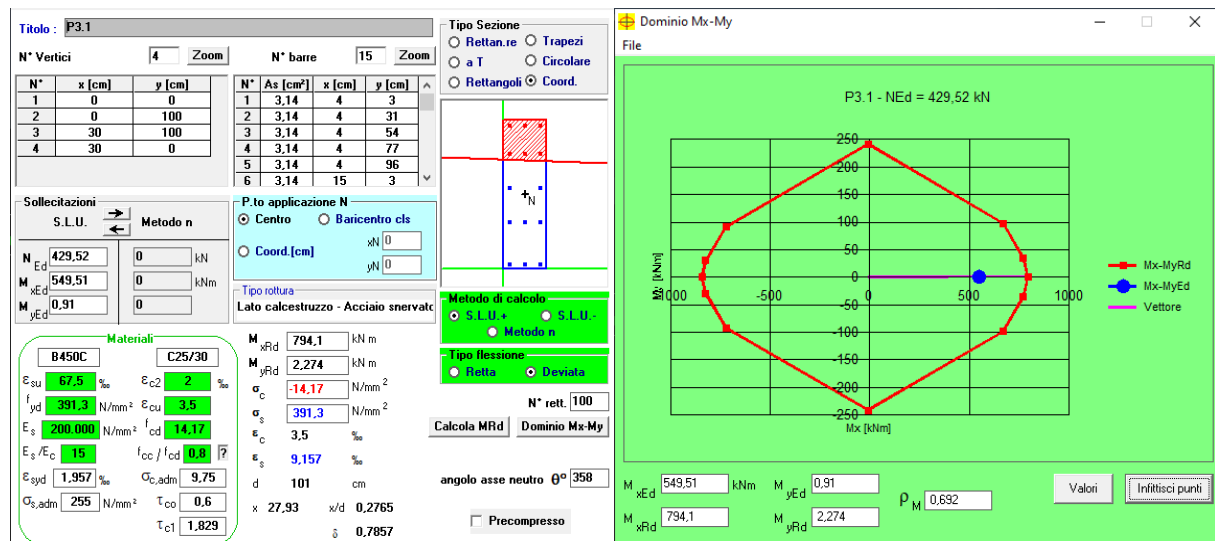 Titolo : P3.1
N° Vertici 4 Zoom N° barre 15 Zoom
N° x [cm] y [cm]
1 0 0
2 0 100
3 30 100
4 30 0
N° As [cm²] x [cm] y [cm]
1 3,14 4 3
2 3,14 4 31
3 3,14 4 54
4 3,14 4 77
5 3,14 4 96
6 3,14 15 3
Tipo Sezione
Rettan.re Trapezi
a T Circolare
Rettangoli Coord.
N
Sollecitazioni
S.L.U. Metodo n
N Ed 429,52 0 kN
M xEd 549,51 0 kNm
M yEd 0,91 0
P.to applicazione N
Centro Baricentro cls
Coord.[cm]
xN 0
yN 0
Tipo rottura
Lato calcestruzzo - Acciaio snervato
Metodo di calcolo
S.L.U.+ S.L.U.-
Metodo n
Tipo flessione
Retta Deviata
N° rett. 100
Calcola MRd Dominio Mx-My
angolo asse neutro θ° 358
Precompresso
Materiali
B450C C25/30
εsu 67,5 ‰ εc2 2 ‰
fyd 391,3 N/mm² εcu 3,5
Es 200.000 N/mm² fcd 14,17
Es /Ec 15 fcc / fcd 0,8 ?
εsyd 1,957 ‰ σc,adm 9,75
σs,adm 255 N/mm² τco 0,6
τc1 1,829
M xRd 794,1 kN m
M yRd 2,274 kN m
σc -14,17 N/mm²
σs 391,3 N/mm²
εc 3,5 ‰
εs 9,157 ‰
d 101 cm
x 27,93 x/d 0,2765
δ 0,7857
Dominio Mx-My
File
P3.1 - NEd = 429,52 kN
250
200
150
100
50
0
-50
-100
-150
-200
-250
-1000 -500 0 500 1000
My [kNm]
Mx [kNm]
Mx-MyRd
Mx-MyEd
Vettore
M xEd 549,51 kNm M yEd 0,91
M xRd 794,1 M yRd 2,274
ρ M 0,692
Valori Infittisci punti